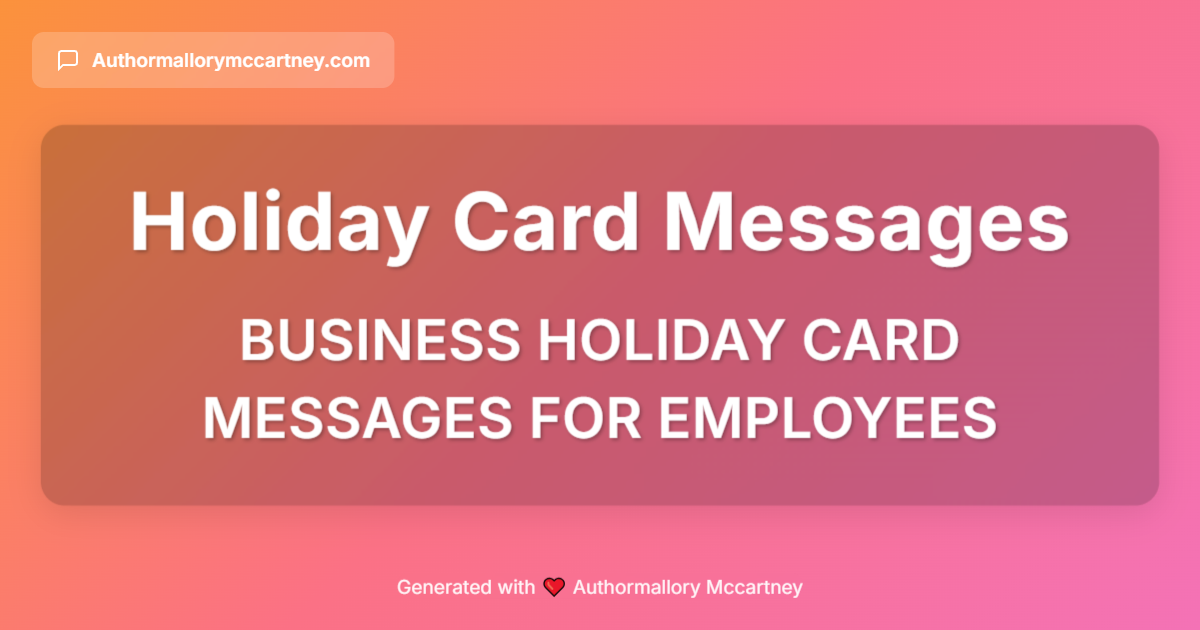 Authormallorymccartney.com
Holiday Card Messages
BUSINESS HOLIDAY CARD
MESSAGES FOR EMPLOYEES
Generated with ❤️ Authormallory Mccartney